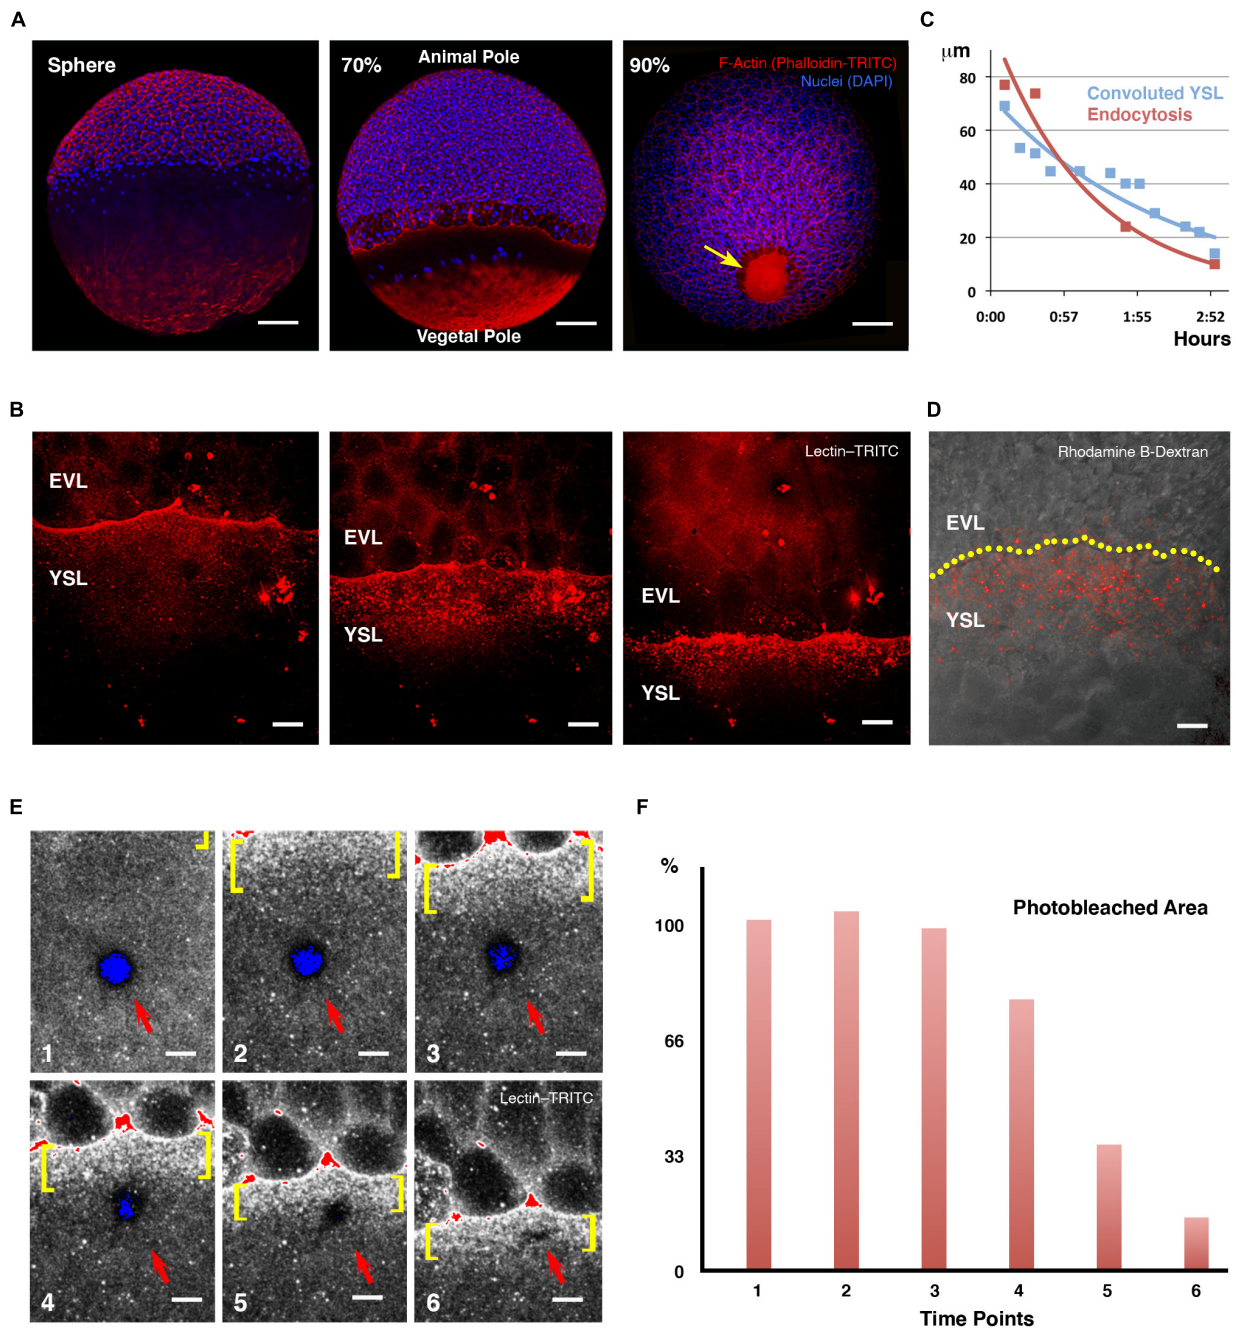 A
Sphere
70%
Animal Pole
Vegetal Pole
90%
F-Actin (Phalloidin-TRITC)
Nuclei (DAPI)
C
μm
80
60
40
20
0
Convoluted YSL
Endocytosis
0:00 0:57 1:55 2:52
Hours
B
EVL
YSL
EVL
YSL
Lectin–TRITC
EVL
YSL
D
Rhodamine B-Dextran
EVL
YSL
E
1
2
3
4
5
Lectin–TRITC
6
F
%
100
66
33
0
Photobleached Area
1 2 3 4 5 6
Time Points